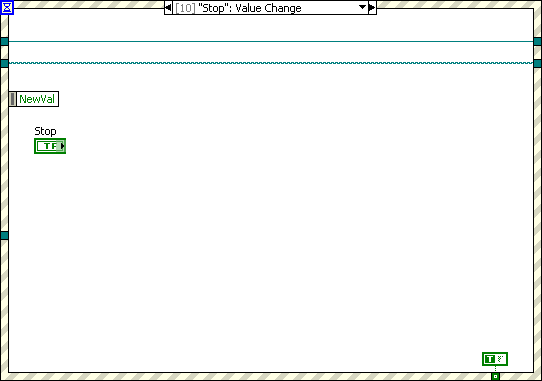 [10] "Stop": Value Change
NewVal
Stop
TF
T